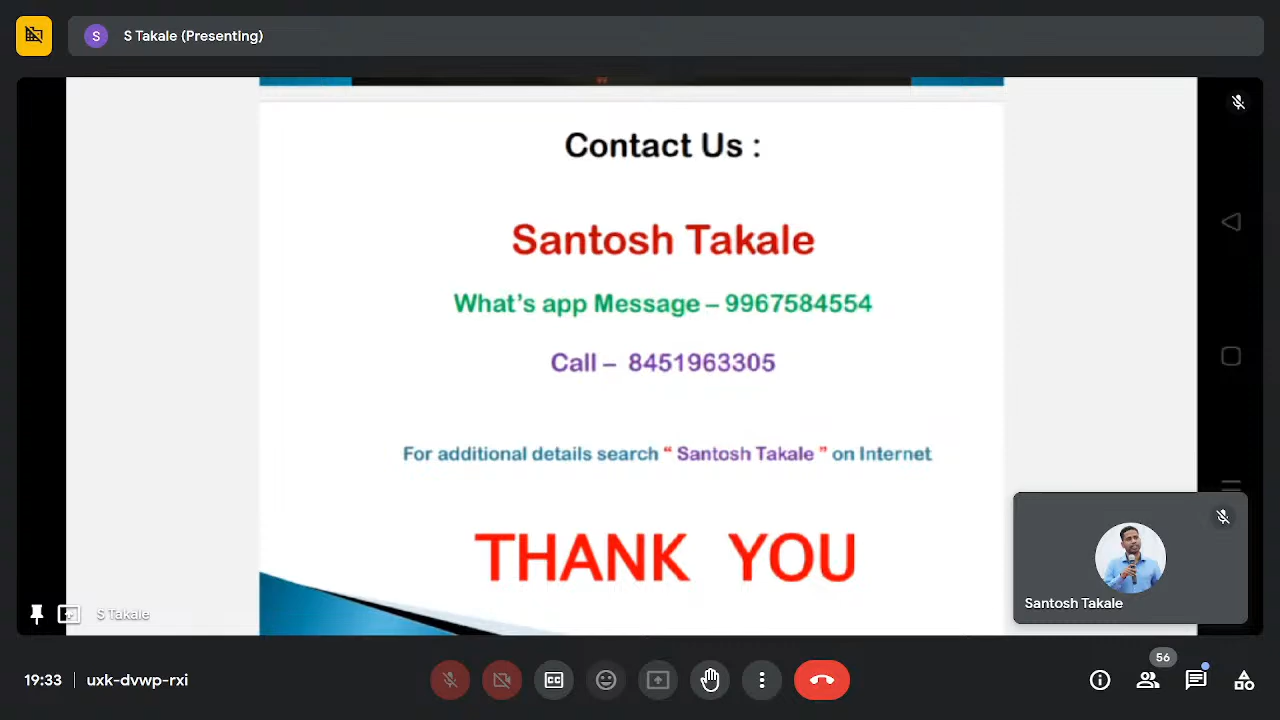 S S Takale (Presenting)
Contact Us :
Santosh Takale
What's app Message – 9967584554
Call – 8451963305
For additional details search “ Santosh Takale ” on Internet
THANK YOU
S Takale
Santosh Takale
19:33 | uxk-dvwp-rxi
CC
56